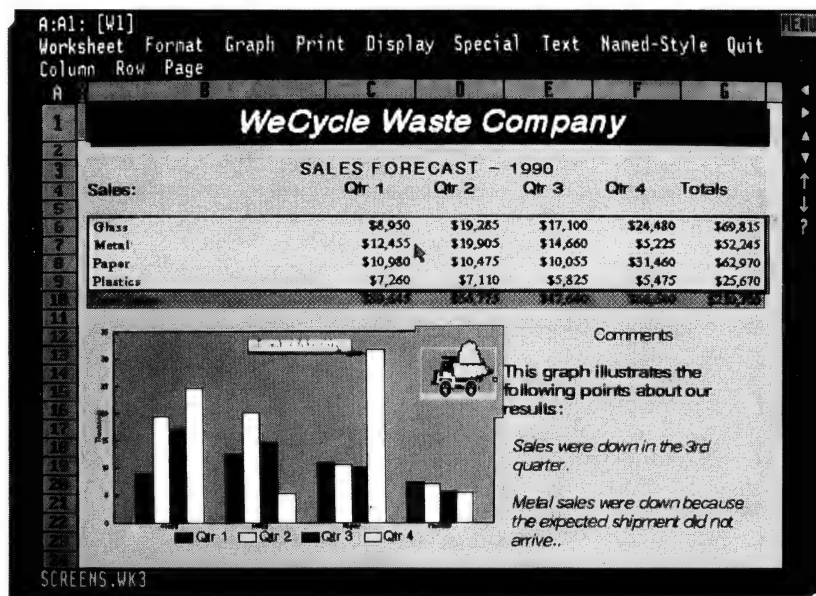 A:A1: [W1]
MENU
Worksheet Format Graph Print Display Special Text Named-Style Quit
Column Row Page
A B C D E F G
1 WeCycle Waste Company
2
3 SALES FORECAST – 1990
4 Sales: Qtr 1 Qtr 2 Qtr 3 Qtr 4 Totals
5
6 Glass $8,950 $19,285 $17,100 $24,480 $69,815
7 Metal $12,455 $19,905 $14,660 $5,225 $52,245
8 Paper $10,980 $10,475 $10,055 $31,460 $62,970
9 Plastics $7,260 $7,110 $5,825 $5,475 $25,670
10
11
12 Comments
13
14 This graph illustrates the
15 following points about our
16 results:
17
18 Sales were down in the 3rd
19 quarter.
20
21 Metal sales were down because
22 the expected shipment did not
23 arrive..
Qtr 1 Qtr 2 Qtr 3 Qtr 4
?
SCREENS.WK3